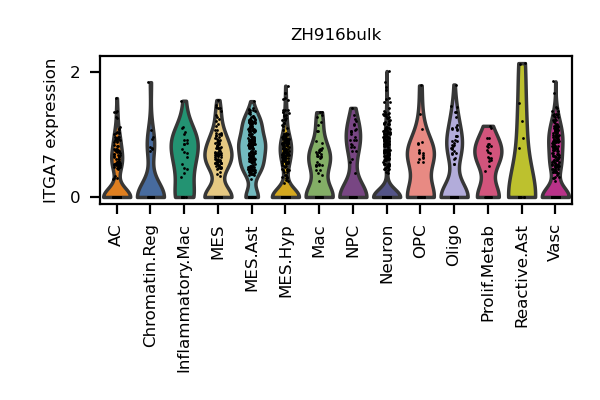 ZH916bulk
ITGA7 expression
2
0
AC
Chromatin.Reg
Inflammatory.Mac
MES
MES.Ast
MES.Hyp
Mac
NPC
Neuron
OPC
Oligo
Prolif.Metab
Reactive.Ast
Vasc